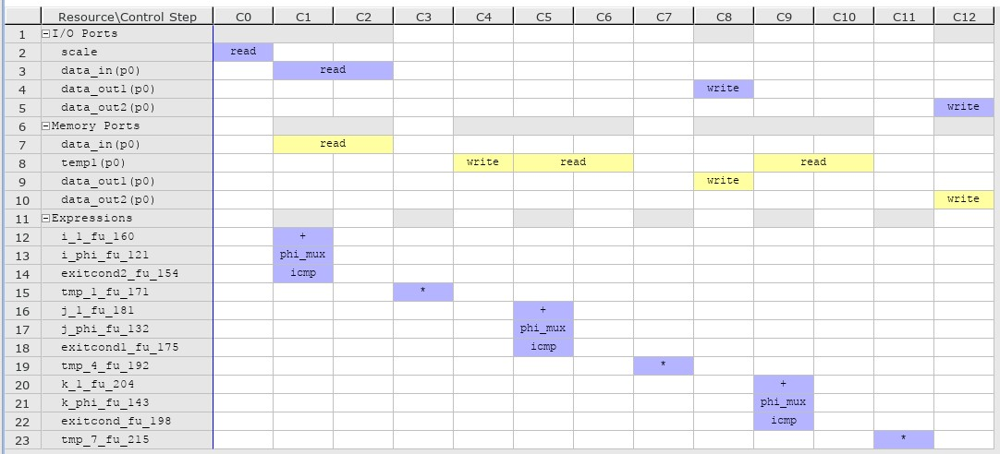 Resource\Control Step C0 C1 C2 C3 C4 C5 C6 C7 C8 C9 C10 C11 C12
1 I/O Ports
2 scale read
3 data_in(p0) read
4 data_out1(p0) write
5 data_out2(p0) write
6 Memory Ports
7 data_in(p0) read
8 temp1(p0) write read read
9 data_out1(p0) write
10 data_out2(p0) write
11 Expressions
12 i_1_fu_160 +
13 i_phi_fu_121 phi_mux
14 exitcond2_fu_154 icmp
15 tmp_1_fu_171 *
16 j_1_fu_181 +
17 j_phi_fu_132 phi_mux
18 exitcond1_fu_175 icmp
19 tmp_4_fu_192 *
20 k_1_fu_204 +
21 k_phi_fu_143 phi_mux
22 exitcond_fu_198 icmp
23 tmp_7_fu_215 *